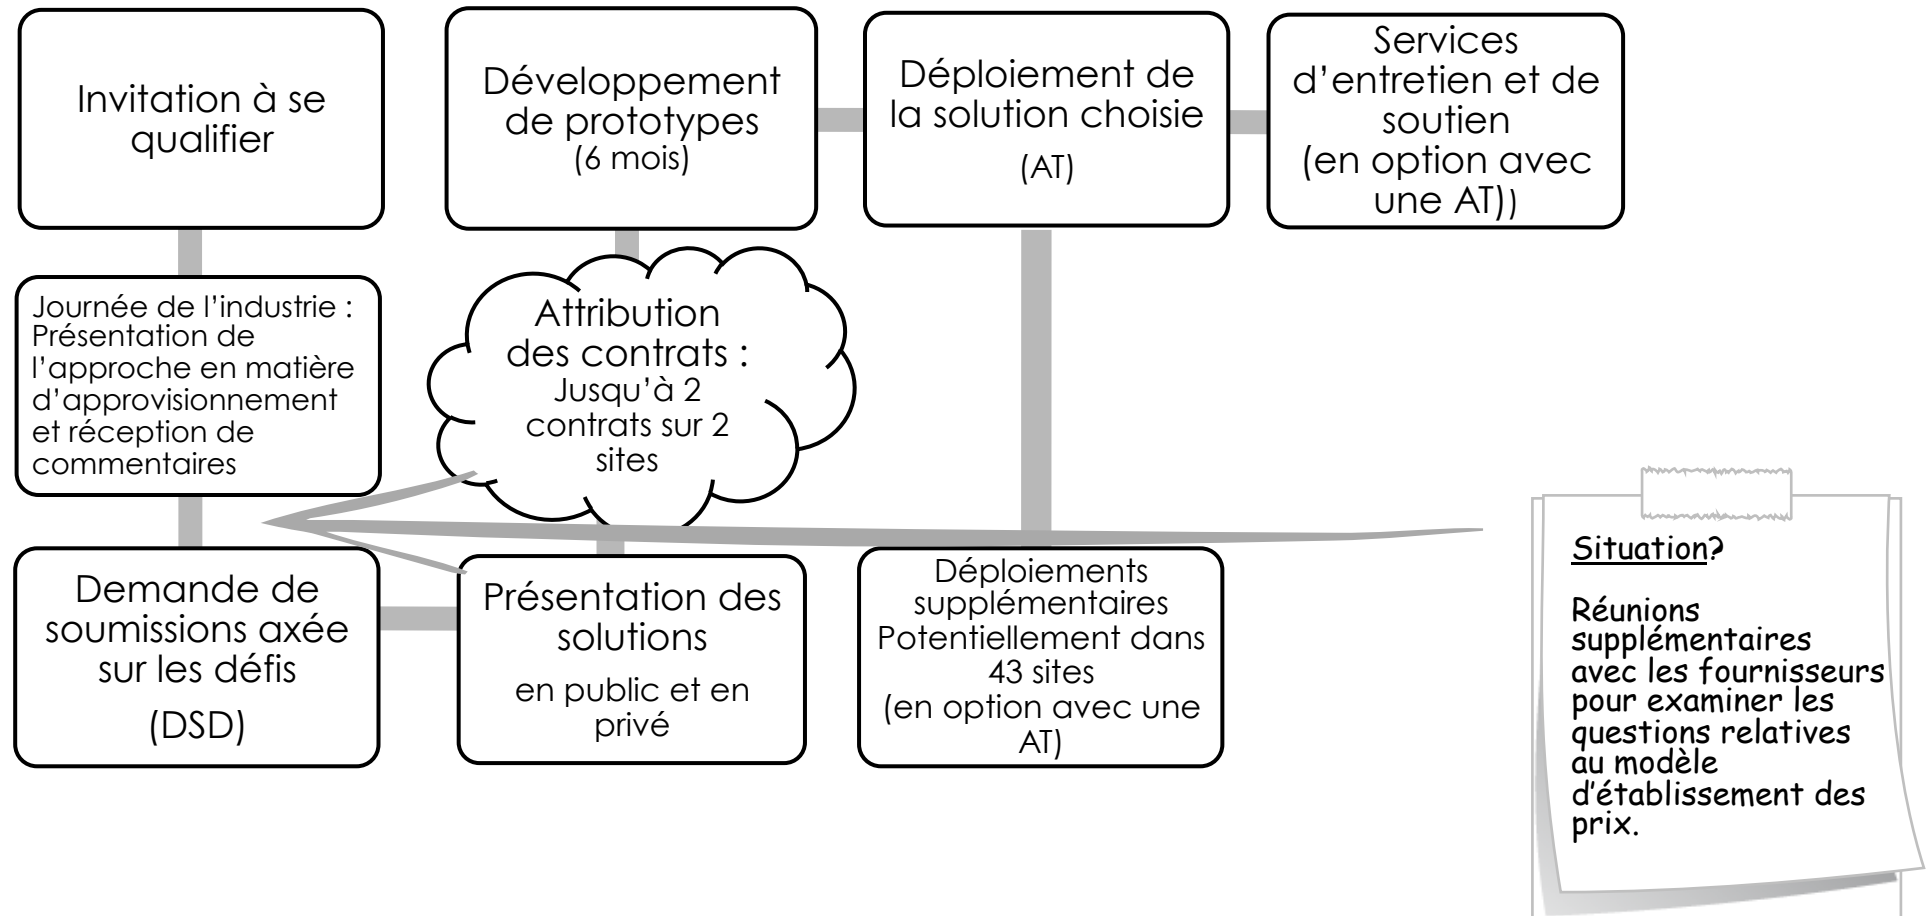 Invitation à se
qualifier
Journée de l'industrie :
Présentation de
l'approche en matière
d'approvisionnement
et réception de
commentaires
Demande de
soumissions axée
sur les défis
(DSD)
Présentation des
solutions
en public et en
privé
Attribution
des contrats :
Jusqu'à 2
contrats sur 2
sites
Développement
de prototypes
(6 mois)
Déploiement de
la solution choisie
(AT)
Déploiements
supplémentaires
Potentiellement dans
43 sites
(en option avec une
AT)
Services
d'entretien et de
soutien
(en option avec
une AT))
Situation?
Réunions
supplémentaires
avec les fournisseurs
pour examiner les
questions relatives
au modèle
d'établissement des
prix.